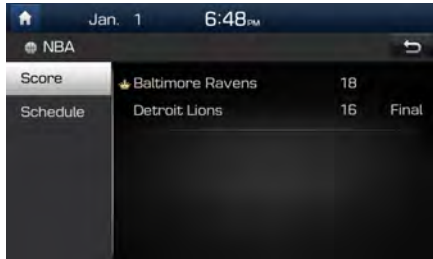 Jan. 1 6:48PM
NBA
Score
Schedule
Baltimore Ravens 18
Detroit Lions 16 Final